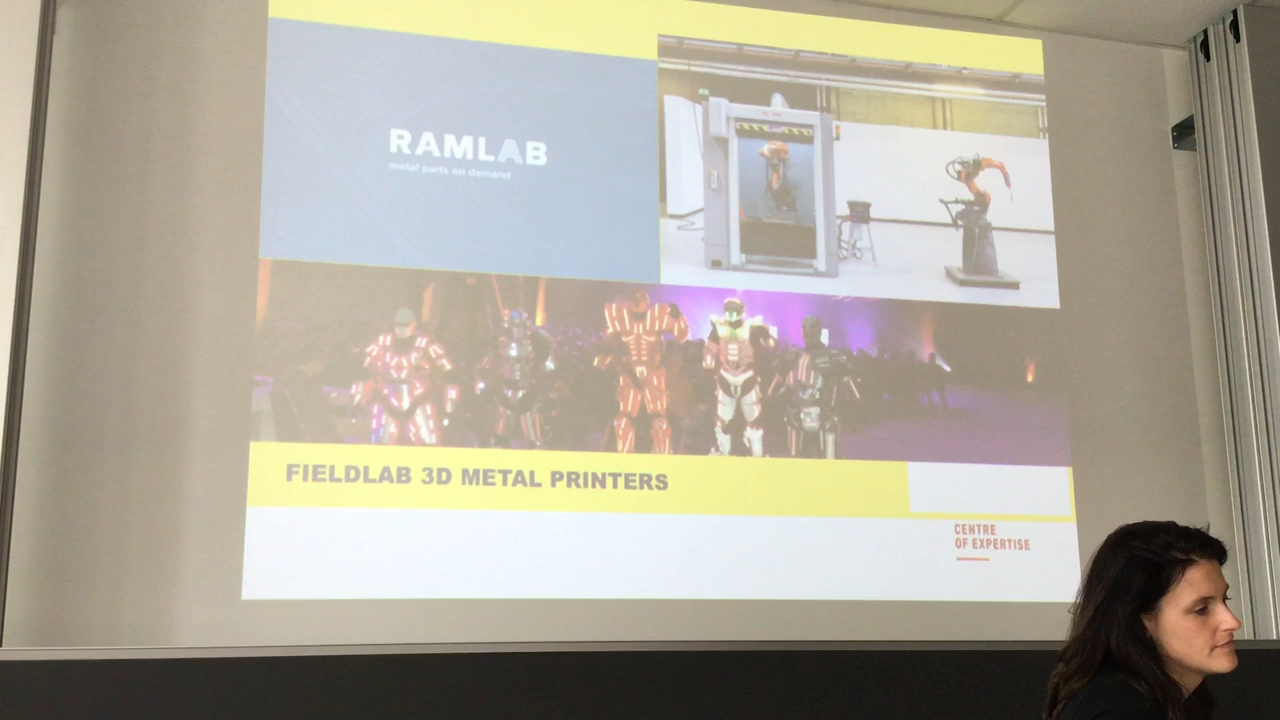 RAMLAB
metal parts on demand
FIELDLAB 3D METAL PRINTERS
CENTRE
OF EXPERTISE